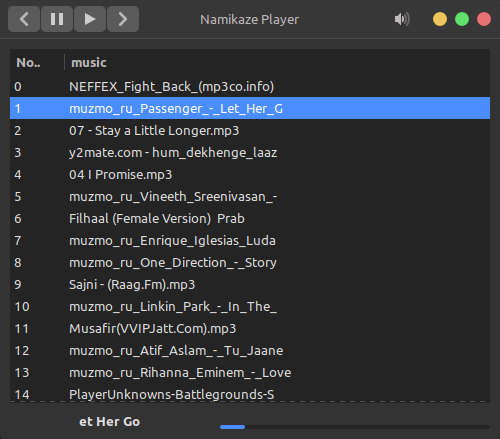 Namikaze Player
No.. music
0 NEFFEX_Fight_Back_(mp3co.info)
1 muzmo_ru_Passenger_-_Let_Her_G
2 07 - Stay a Little Longer.mp3
3 y2mate.com - hum_dekhenge_laaz
4 04 I Promise.mp3
5 muzmo_ru_Vineeth_Sreenivasan_-
6 Filhaal (Female Version)  Prab
7 muzmo_ru_Enrique_Iglesias_Luda
8 muzmo_ru_One_Direction_-_Story
9 Sajni - (Raag.Fm).mp3
10 muzmo_ru_Linkin_Park_-_In_The_
11 Musafir(VVIPJatt.Com).mp3
12 muzmo_ru_Atif_Aslam_-_Tu_Jaane
13 muzmo_ru_Rihanna_Eminem_-_Love
14 PlayerUnknowns-Battlegrounds-S
et Her Go